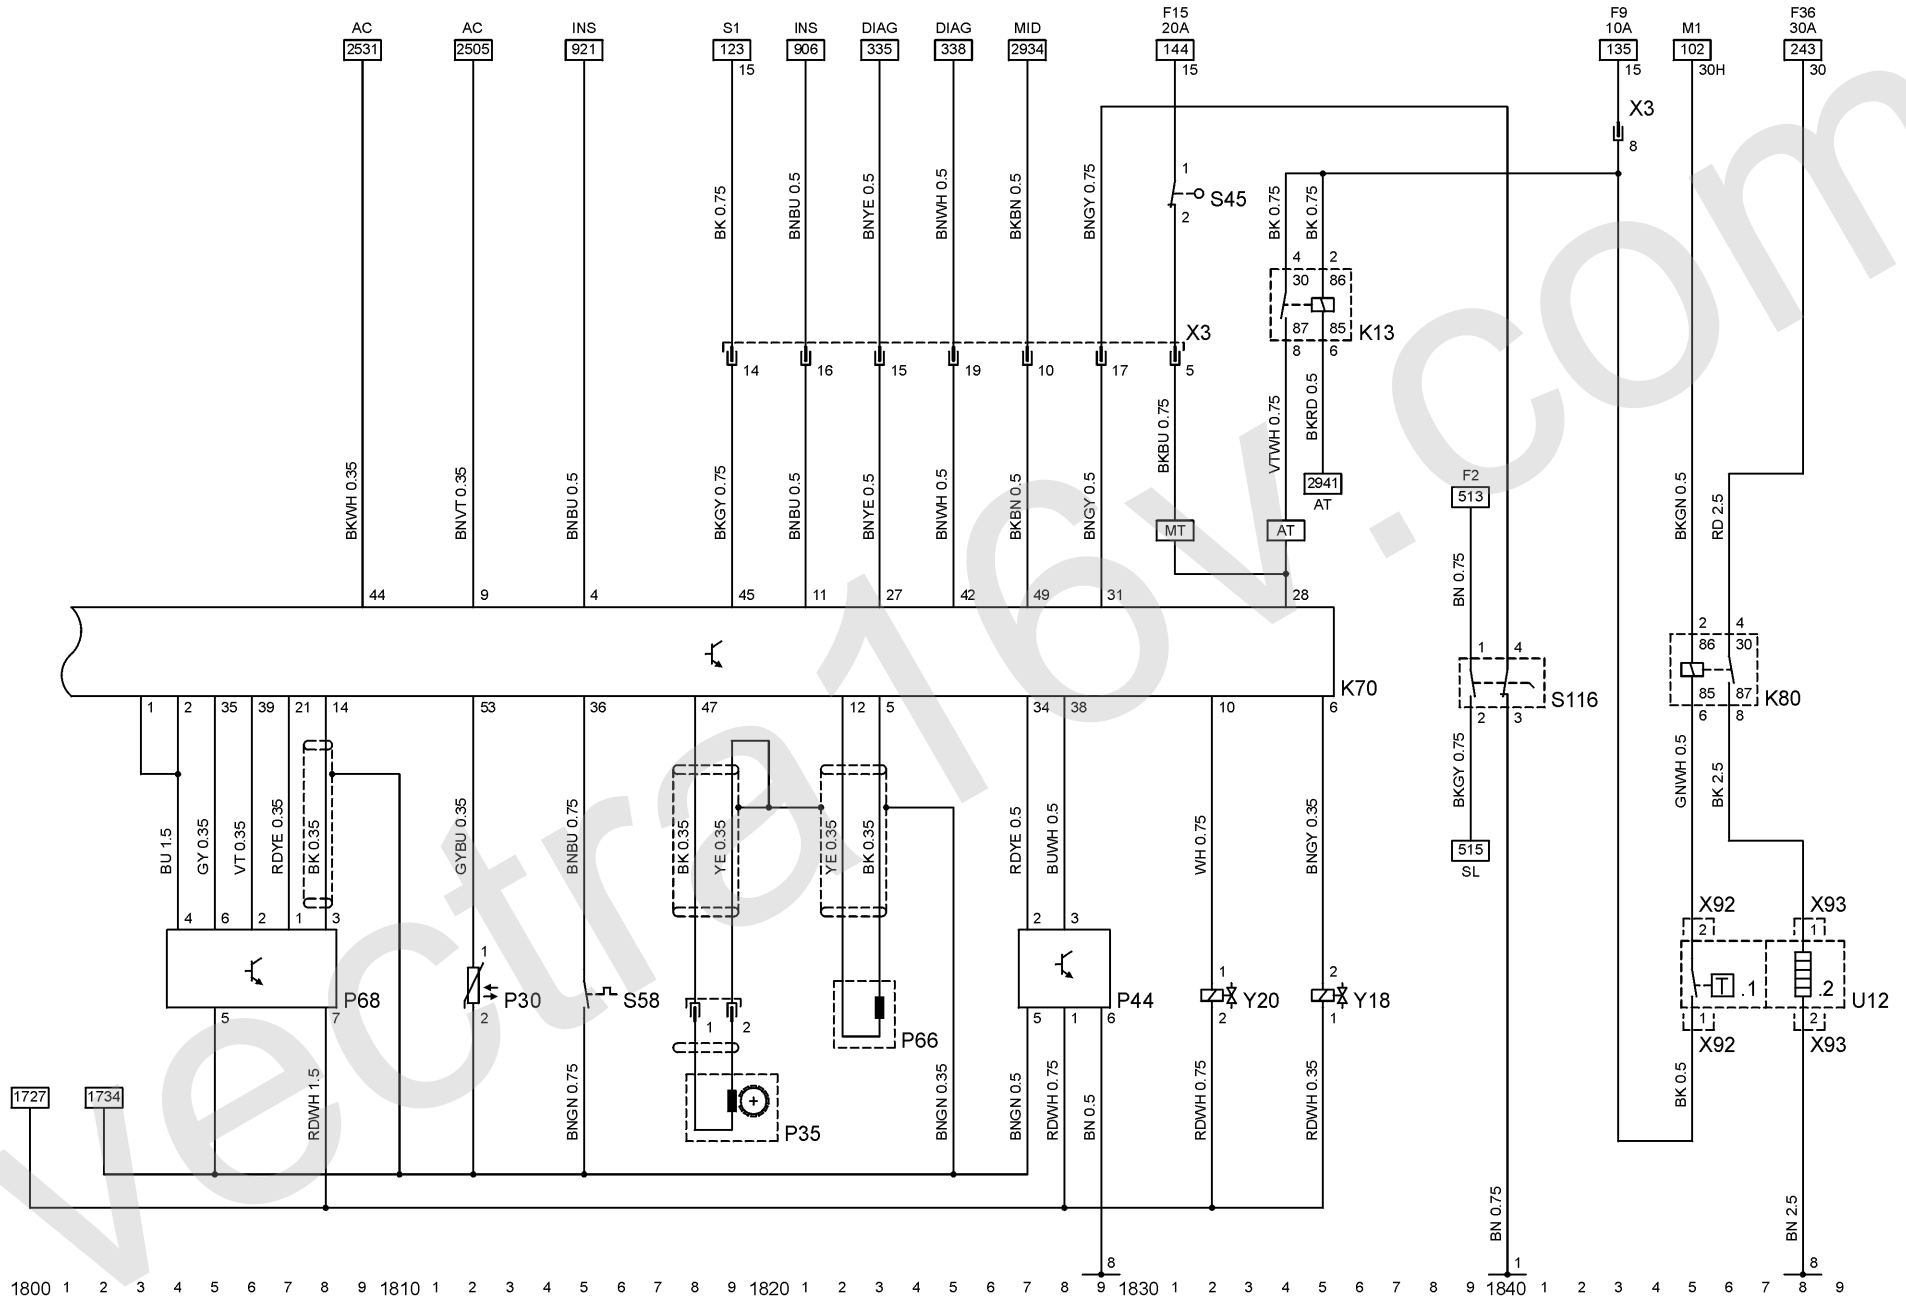 F15 F9 F36
AC AC INS S1 INS DIAG DIAG MID 20A 10A M1 30A
2531 2505 921 123 906 335 338 2934 144 135 102 243
15 15 15 30H 30
X3
8
BK 0.75 BNBU 0.5 BNYE 0.5 BNWH 0.5 BKBN 0.5 BNGY 0.75 BK 0.75 BK 0.75
1
S45
2
4 2
30 86
87 85 K13
8 6
X3
14 16 15 19 10 17 5
BKBU 0.75 VTWH 0.75 BKRD 0.5
2941
AT
F2
513
BKWH 0.35 BNVT 0.35 BNBU 0.5 BKGY 0.75 BNBU 0.5 BNYE 0.5 BNWH 0.5 BKBN 0.5 BNGY 0.5 BKGN 0.5 RD 2.5
MT AT
BN 0.75
44 9 4 45 11 27 42 49 31 28
2 4
86 30
85 87 K80
6 8
1 4
S116
2 3
K70
1 2 35 39 21 14 53 36 47 12 5 34 38 10 6
BKGY 0.75 GNWH 0.5 BK 2.5
BU 1.5 GY 0.35 VT 0.35 RDYE 0.35 BK 0.35 GYBU 0.35 BNBU 0.75 BK 0.35 YE 0.35 YE 0.35 BK 0.35 RDYE 0.5 BUWH 0.5 WH 0.75 BNGY 0.35
515
SL
4 6 2 1 3 2 3
X92 X93
2 1
1 1 2
P68 P30 S58 P44 Y20 Y18 .1 .2 U12
5 7 2 1 2 5 1 6 2 1 1 2
P66
X92 X93
1727 1734
RDWH 1.5 BNGN 0.75 BNGN 0.35 BNGN 0.5 RDWH 0.75 BN 0.5 RDWH 0.75 RDWH 0.35 BK 0.5
T
P35
BN 0.75 BN 2.5
8 1 8
1800 1 2 3 4 5 6 7 8 9 1810 1 2 3 4 5 6 7 8 9 1820 1 2 3 4 5 6 7 8 9 1830 1 2 3 4 5 6 7 8 9 1840 1 2 3 4 5 6 7 8 9
vectra16v.com